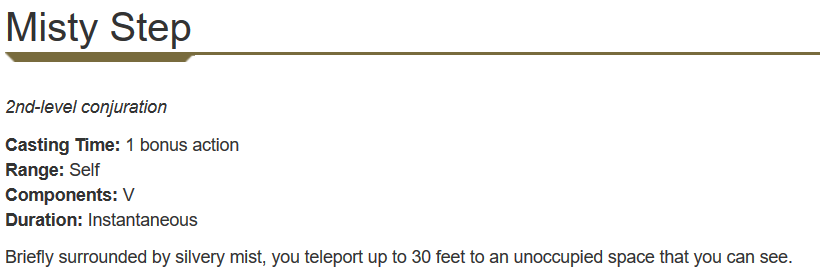 Misty Step
2nd-level conjuration
Casting Time: 1 bonus action
Range: Self
Components: V
Duration: Instantaneous
Briefly surrounded by silvery mist, you teleport up to 30 feet to an unoccupied space that you can see.